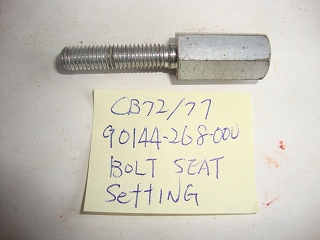 CB72/77
90144-268-000
BOLT SEAT
SettING